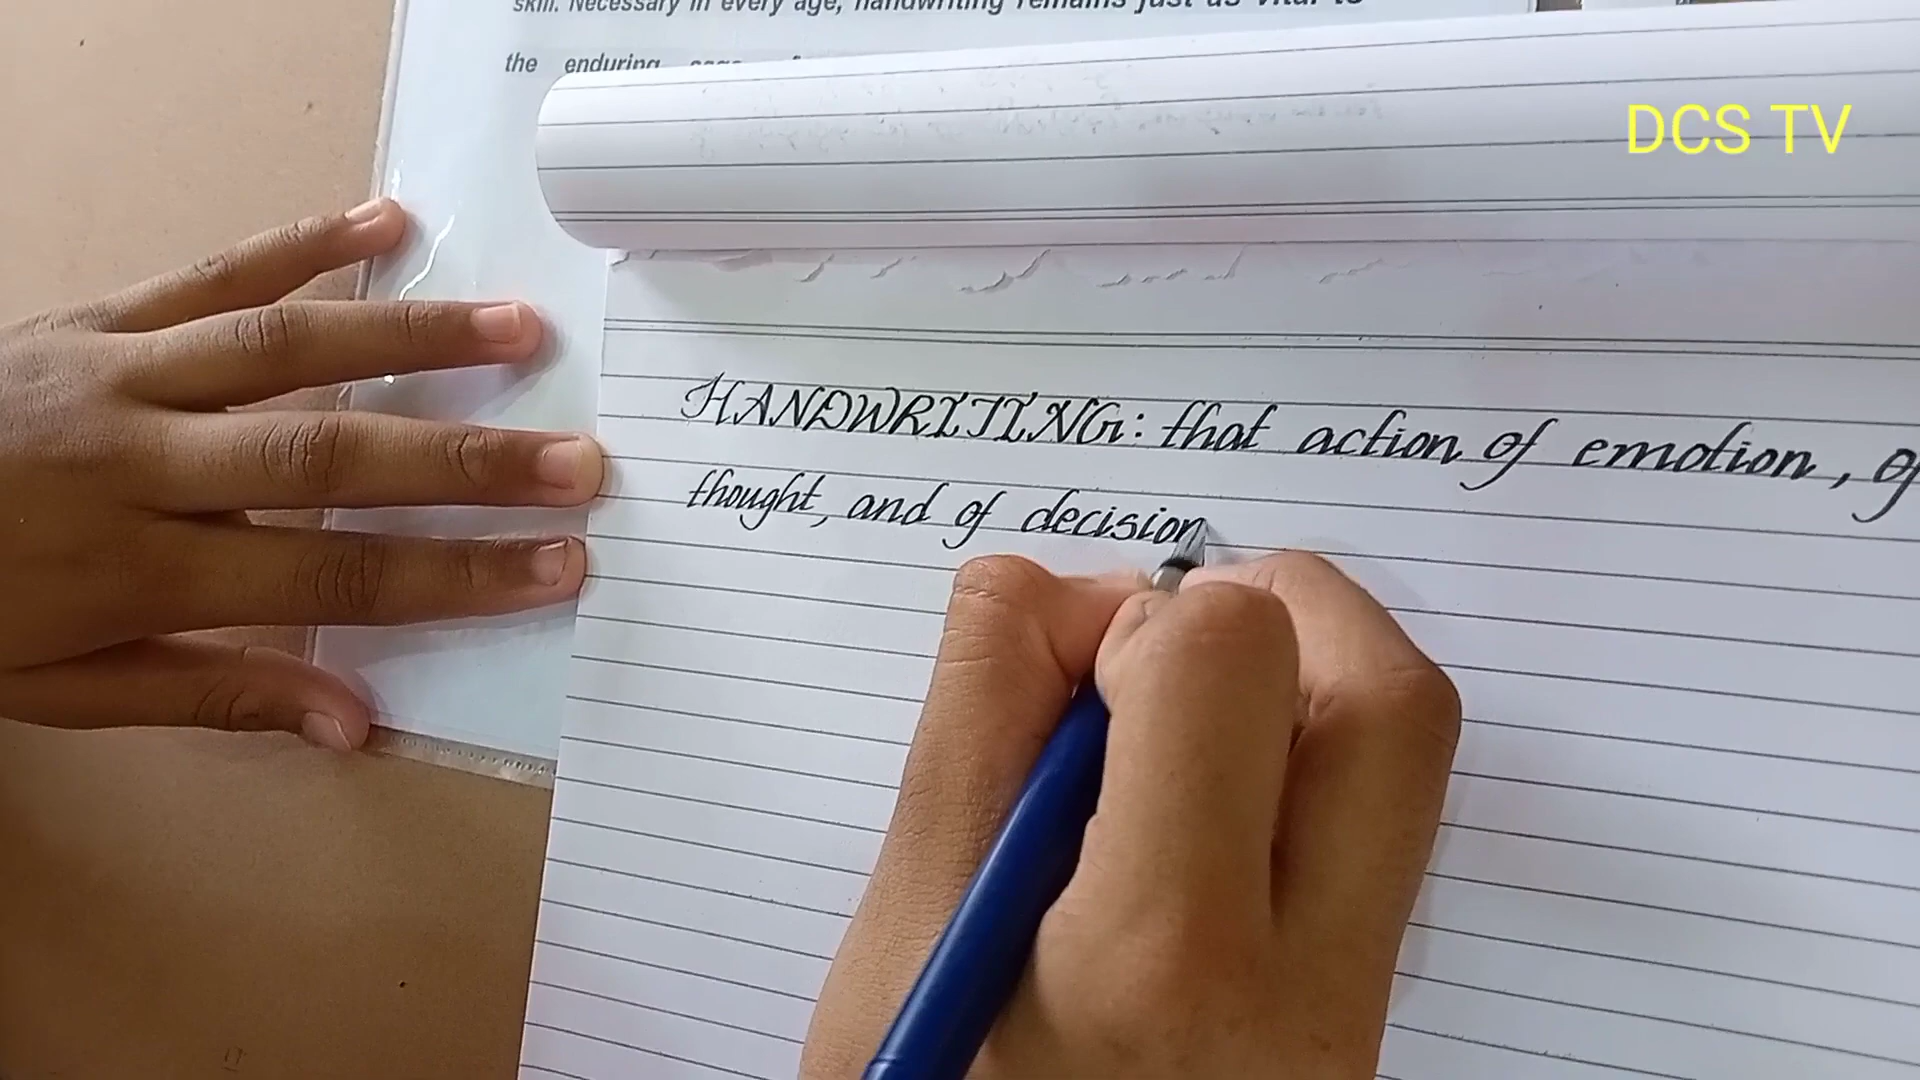 skill. Necessary in every age, handwriting remains just as vital to
the enduring saga
DCS TV
HANDWRITING: that action of emotion, of
thought, and of decision